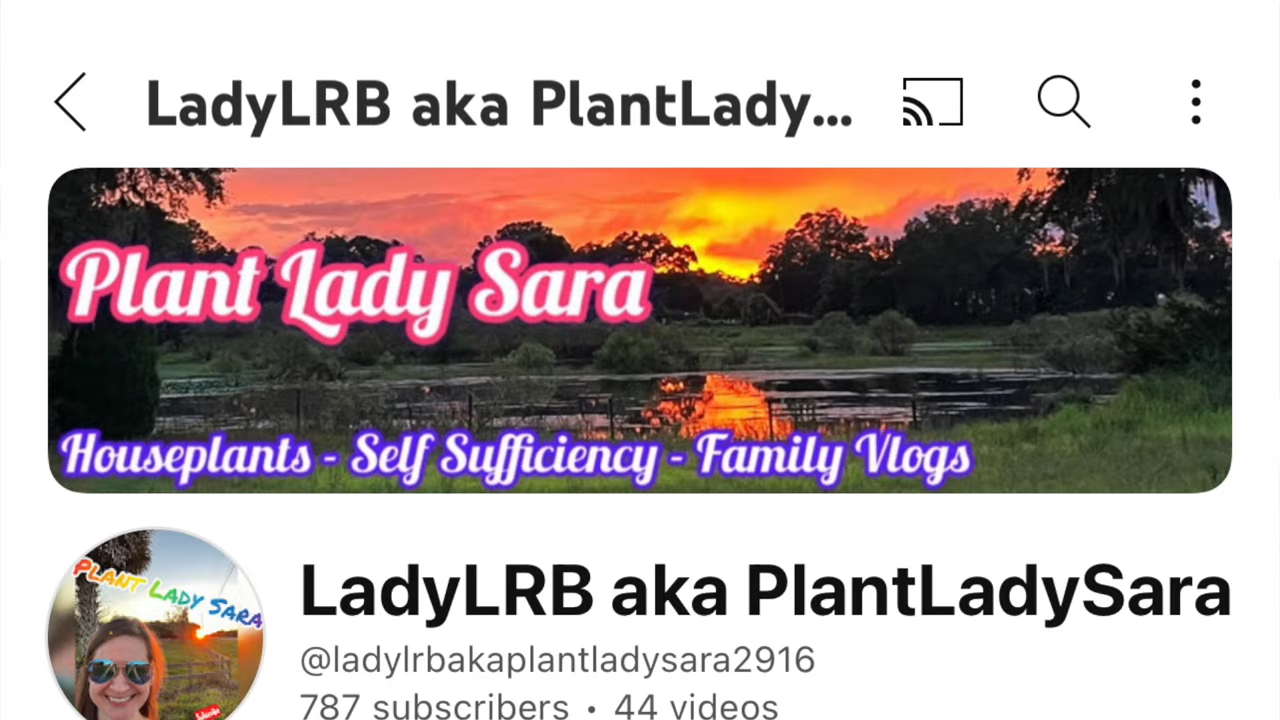 LadyLRB aka PlantLady...
Plant Lady Sara
Houseplants - Self Sufficiency - Family Vlogs
PLANT LADY SARA
Subscribe
LadyLRB aka PlantLadySara
@ladylrbakaplantladysara2916
787 subscribers • 44 videos